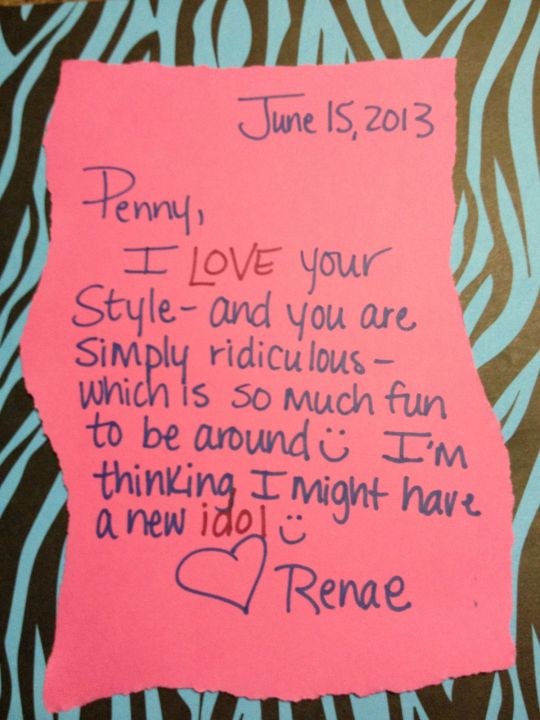 June 15, 2013
Penny,
I LOVE your
Style - and you are
simply ridiculous -
which is so much fun
to be around I'm
thinking I might have
a new idol
Renae